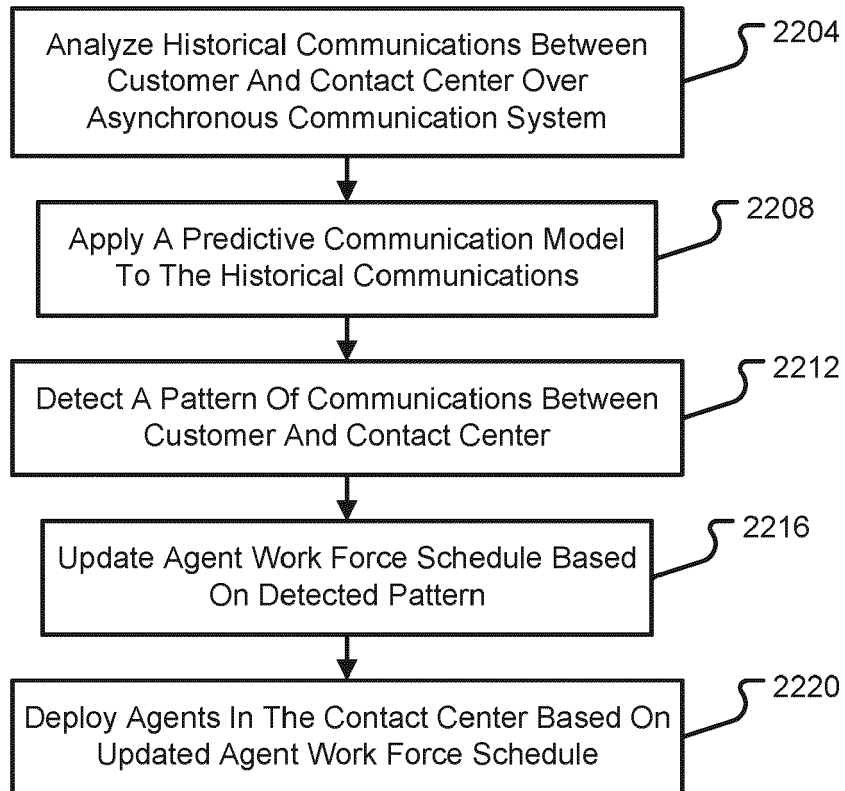 Analyze Historical Communications Between
Customer And Contact Center Over
Asynchronous Communication System
2204
Apply A Predictive Communication Model
To The Historical Communications
2208
Detect A Pattern Of Communications Between
Customer And Contact Center
2212
Update Agent Work Force Schedule Based
On Detected Pattern
2216
Deploy Agents In The Contact Center Based On
Updated Agent Work Force Schedule
2220